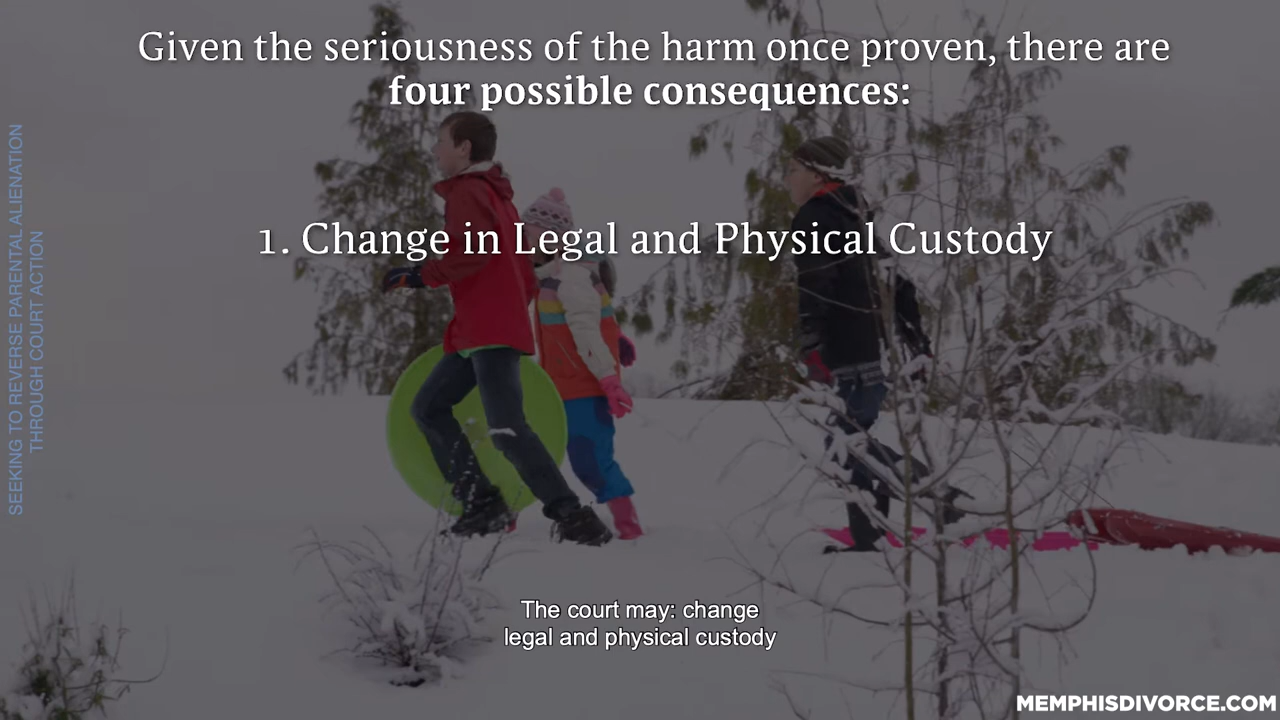 Given the seriousness of the harm once proven, there are
four possible consequences:
1. Change in Legal and Physical Custody
SEEKING TO REVERSE PARENTAL ALIENATION
THROUGH COURT ACTION
The court may: change
legal and physical custody
MEMPHISDIVORCE.COM